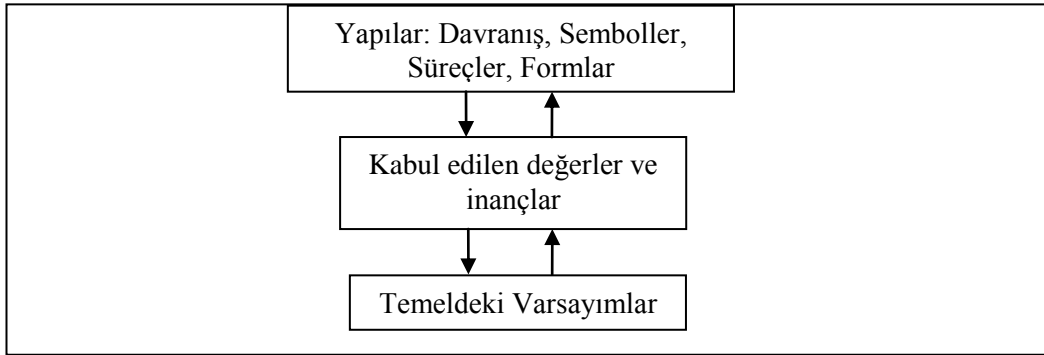 Yapılar: Davranış, Semboller,
Süreçler, Formlar
Kabul edilen değerler ve
inançlar
Temeldeki Varsayımlar